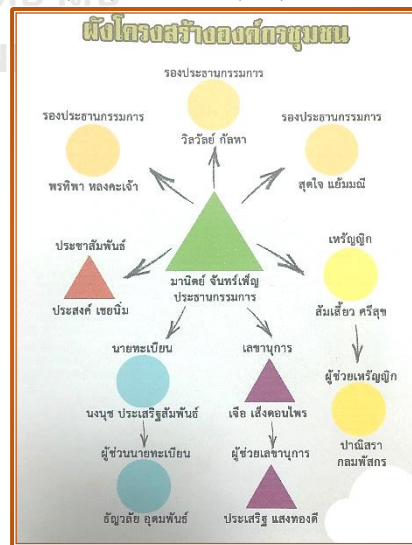 ผังโครงสร้างองค์กรชุมชน
รองประธานกรรมการ
วิลวัลย์ กัลหา
รองประธานกรรมการ
พรทิพา หลงคะเจ้า
รองประธานกรรมการ
สุดใจ แย้มมณี
มานิตย์ จันทร์เพ็ญ
ประธานกรรมการ
ประชาสัมพันธ์
ประสงค์ เชยนิ่ม
เหรัญญิก
ส้มเสี้ยว ศรีสุข
ผู้ช่วยเหรัญญิก
ปาณิสรา
กลมพัสกร
นายทะเบียน
นงนุช ประเสริฐสัมพันธ์
ผู้ช่วนนายทะเบียน
ธัญวลัย อุดมพันธ์
เลขานุการ
เจือ เส็งดอนไพร
ผู้ช่วยเลขานุการ
ประเสริฐ แสงทองดี